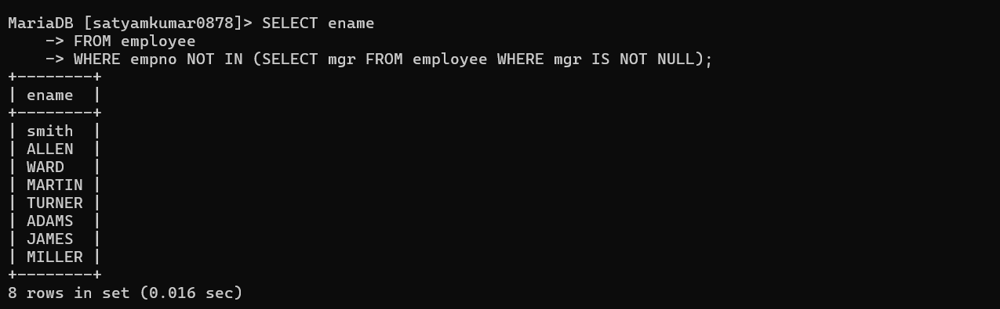 MariaDB [satyamkumar0878]> SELECT ename
    -> FROM employee
    -> WHERE empno NOT IN (SELECT mgr FROM employee WHERE mgr IS NOT NULL);
+--------+
| ename  |
+--------+
| smith  |
| ALLEN  |
| WARD   |
| MARTIN |
| TURNER |
| ADAMS  |
| JAMES  |
| MILLER |
+--------+
8 rows in set (0.016 sec)